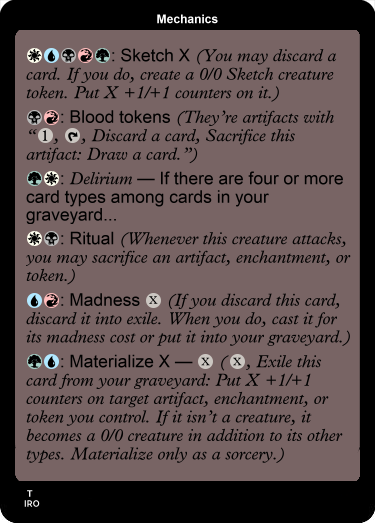 Mechanics
: Sketch X (You may discard a
card. If you do, create a 0/0 Sketch creature
token. Put X +1/+1 counters on it.)
: Blood tokens (They're artifacts with
“1, , Discard a card, Sacrifice this
artifact: Draw a card.”)
Delirium — If there are four or more
card types among cards in your
graveyard...
: Ritual (Whenever this creature attacks,
you may sacrifice an artifact, enchantment, or
token.)
: Madness X (If you discard this card,
discard it into exile. When you do, cast it for
its madness cost or put it into your graveyard.)
: Materialize X — X (X, Exile this
card from your graveyard: Put X +1/+1
counters on target artifact, enchantment, or
token you control. If it isn't a creature, it
becomes a 0/0 creature in addition to its other
types. Materialize only as a sorcery.)
T
IRO